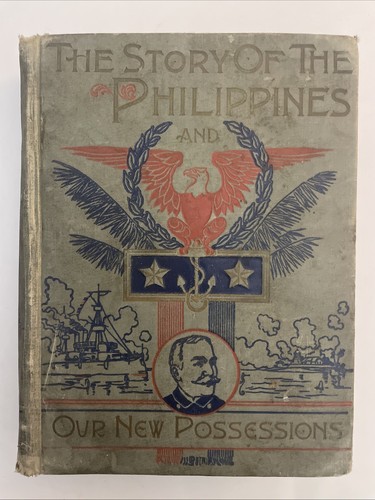 THE STORY OF THE
PHILIPPINES
AND
OUR NEW POSSESSIONS